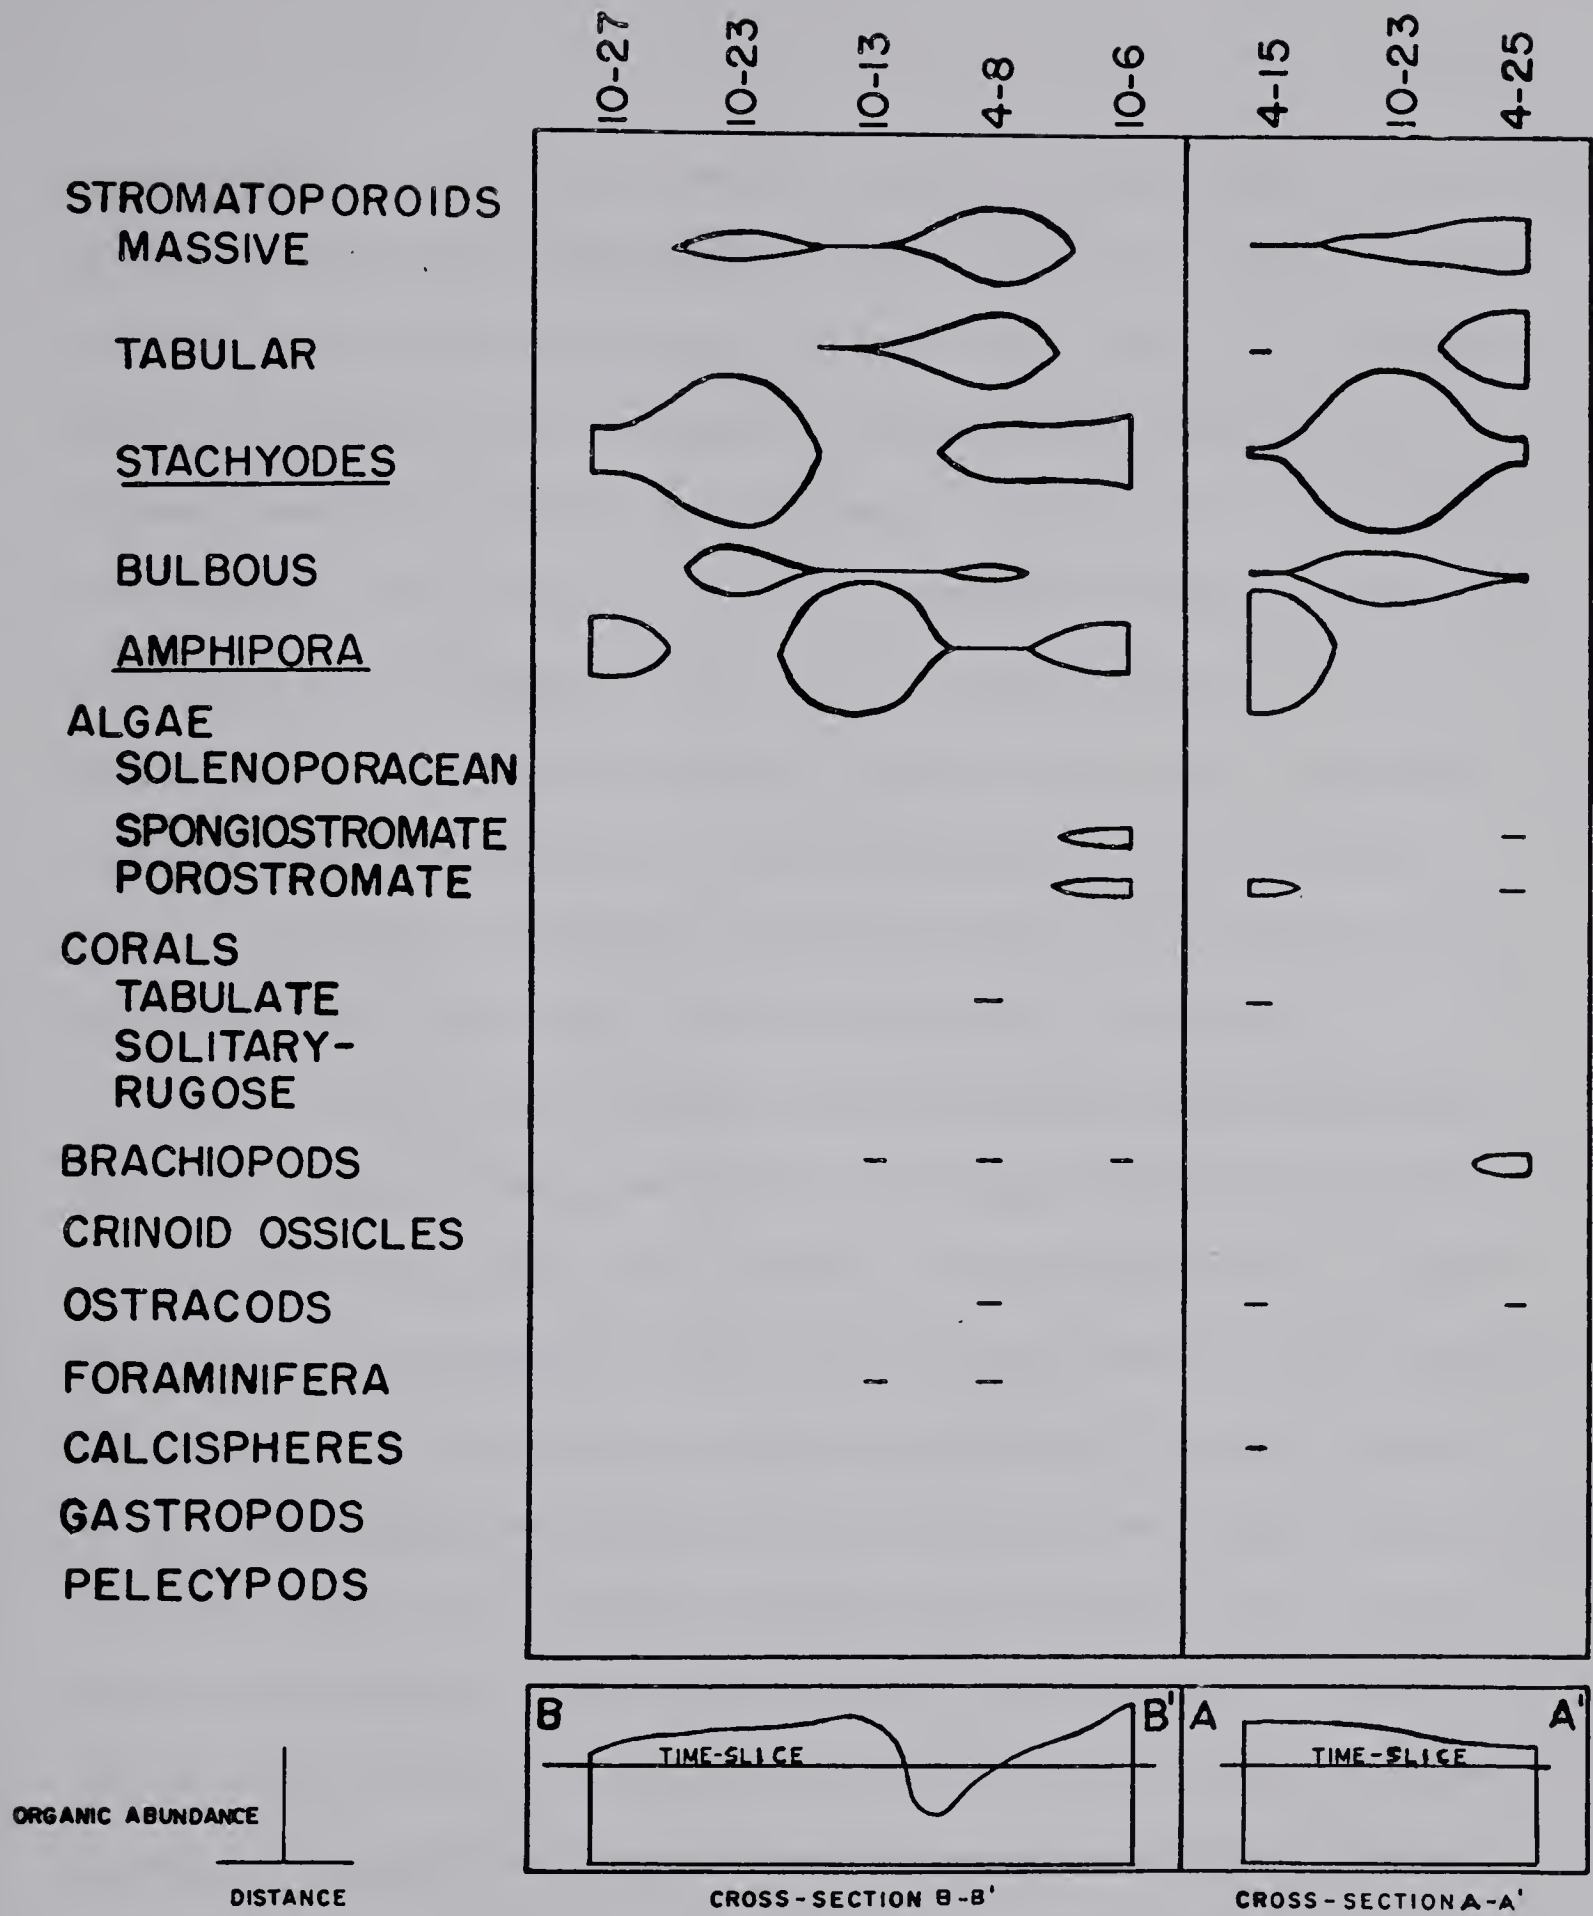 10-27
10-23
10-13
4-8
10-6
4-15
10-23
4-25
STROMATOPOROIDS
MASSIVE
TABULAR
STACHYODES
BULBOUS
AMPHIPORA
ALGAE
SOLENOPORACEAN
SPONGIOSTROMATE
POROSTROMATE
CORALS
TABULATE
SOLITARY-
RUGOSE
BRACHIOPODS
CRINOID OSSICLES
OSTRACODS
FORAMINIFERA
CALCISPHERES
GASTROPODS
PELECYPODS
B
B'
A
A'
TIME-SLICE
TIME-SLICE
ORGANIC ABUNDANCE
DISTANCE
CROSS-SECTION B-B'
CROSS-SECTION A-A'